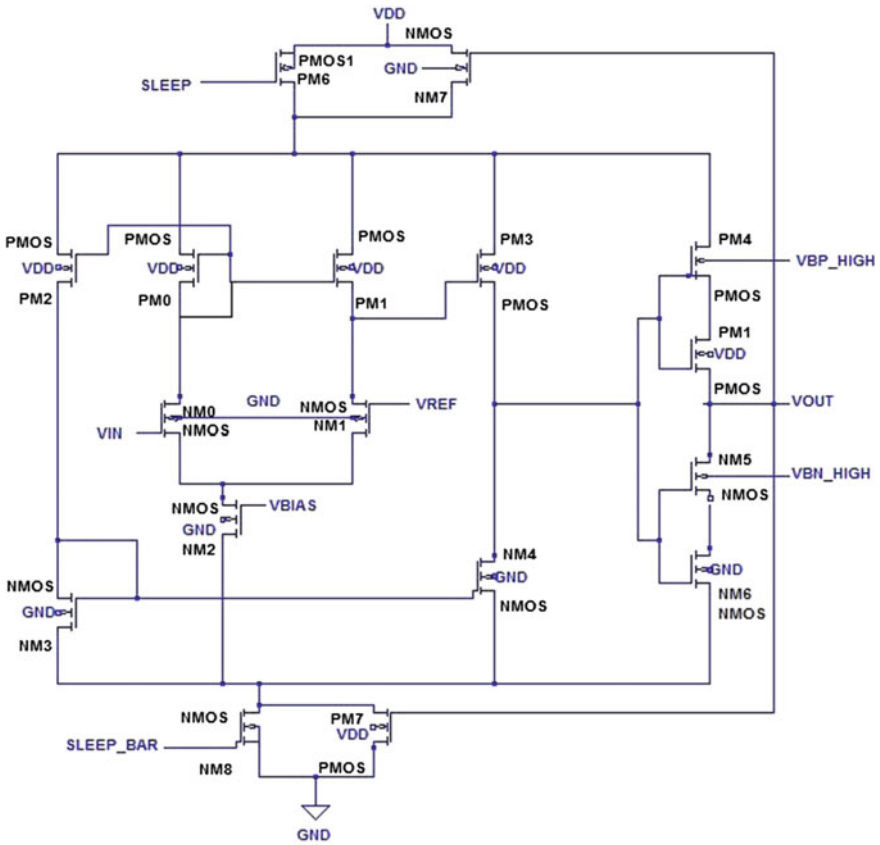 VDD
NMOS
PMOS1
GND
SLEEP
PM6
NM7
PMOS
PMOS
PMOS
PM3
PM4
VDD
VDD
VDD
VDD
VBP_HIGH
PM2
PM0
PM1
PMOS
PMOS
PM1
VDD
PMOS
NM0
GND
NMOS
VREF
VOUT
VIN
NMOS
NM1
NM5
VBN_HIGH
NMOS
VBIAS
NMOS
GND
NM2
NM4
NMOS
GND
GND
GND
NMOS
NM6
NMOS
NM3
NMOS
PM7
VDD
SLEEP_BAR
NM8
PMOS
GND